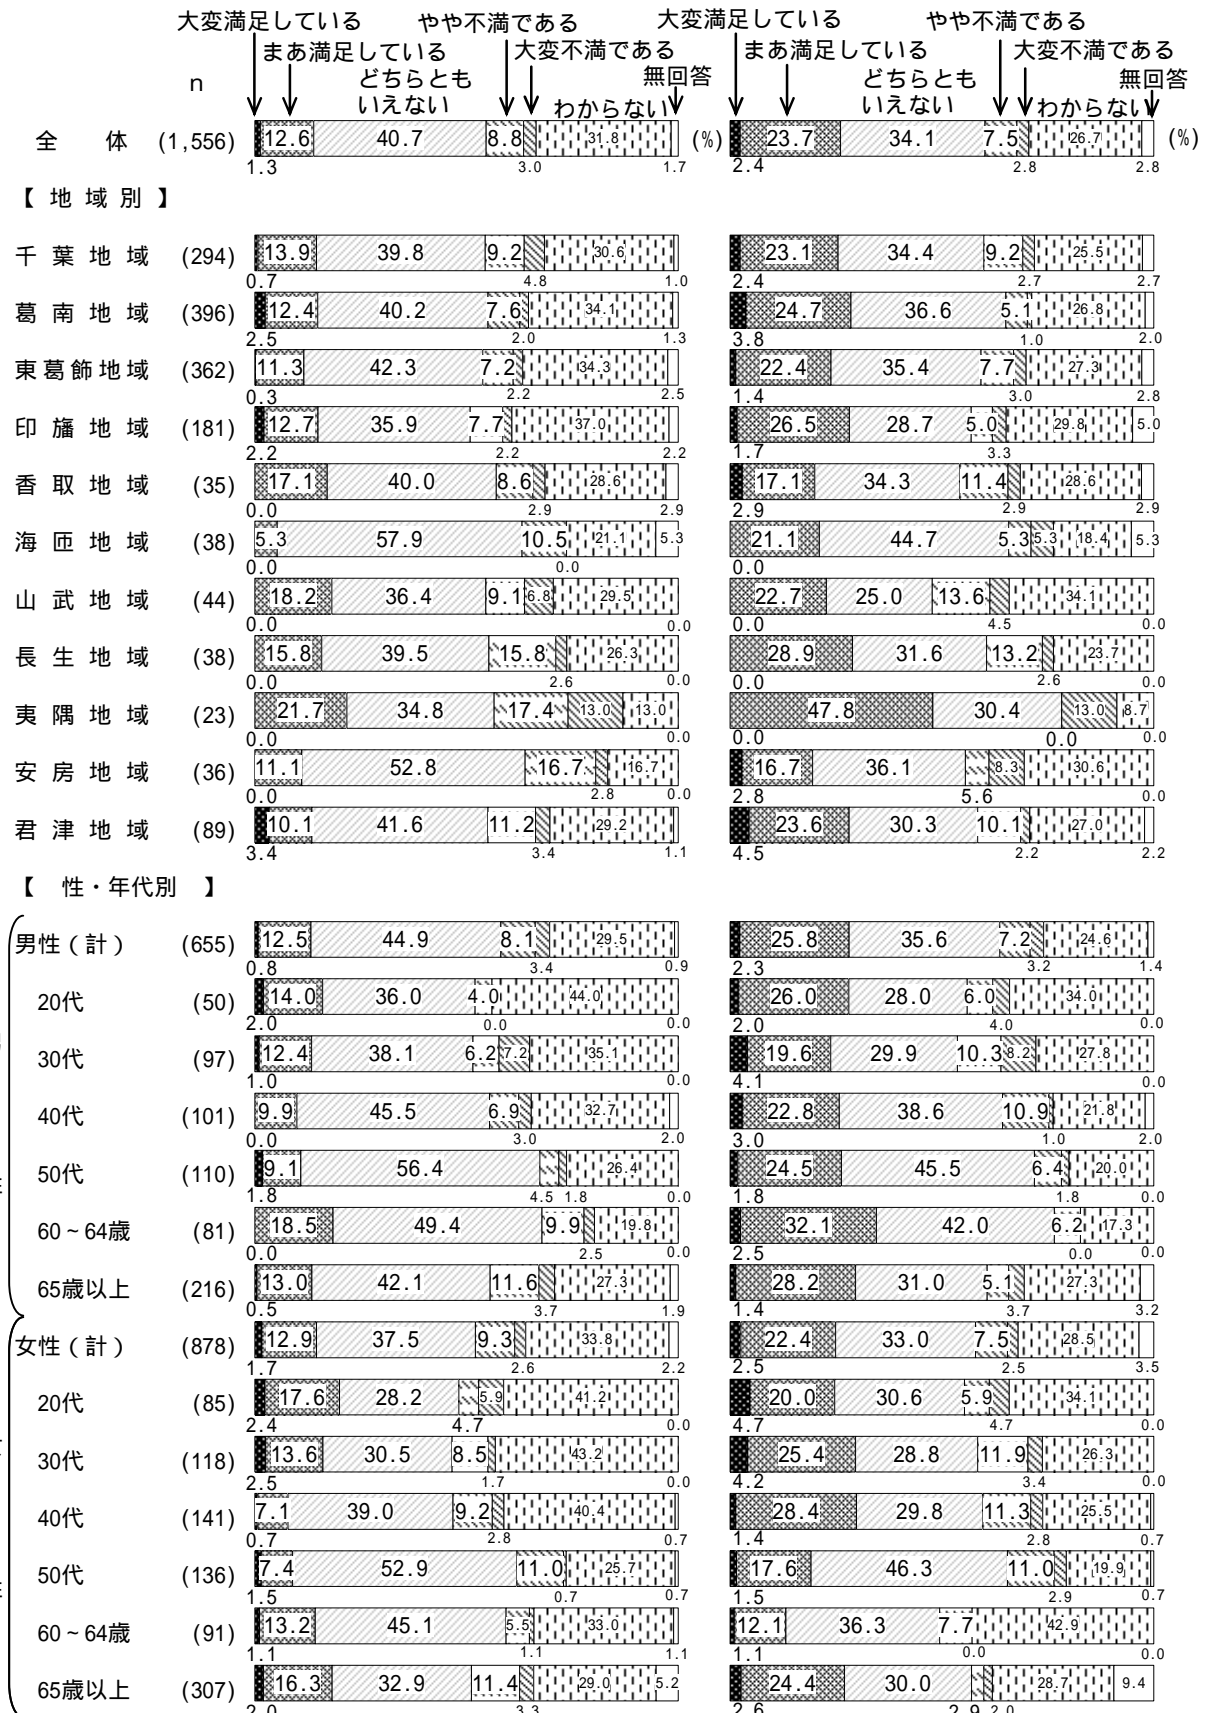 大変満足している やや不満である 大変満足している やや不満である
まあ満足している 大変不満である まあ満足している 大変不満である
n どちらとも 無回答 どちらとも 無回答
いえない わからない いえない わからない
全 体 (1,556) 12.6 40.7 8.8 31.8 (%) 23.7 34.1 7.5 26.7 (%)
1.3 3.0 1.7 2.4 2.8 2.8
【 地 域 別 】
千 葉 地 域 (294) 13.9 39.8 9.2 30.6 23.1 34.4 9.2 25.5
0.7 4.8 1.0 2.4 2.7 2.7
葛 南 地 域 (396) 12.4 40.2 7.6 34.1 24.7 36.6 5.1 26.8
2.5 2.0 1.3 3.8 1.0 2.0
東 葛 飾 地 域 (362) 11.3 42.3 7.2 34.3 22.4 35.4 7.7 27.3
0.3 2.2 2.5 1.4 3.0 2.8
印 旛 地 域 (181) 12.7 35.9 7.7 37.0 26.5 28.7 5.0 29.8 5.0
2.2 2.2 2.2 1.7 3.3
香 取 地 域 (35) 17.1 40.0 8.6 28.6 17.1 34.3 11.4 28.6
0.0 2.9 2.9 2.9 2.9 2.9
海 匝 地 域 (38) 5.3 57.9 10.5 21.1 5.3 21.1 44.7 5.3 5.3 18.4 5.3
0.0 0.0 0.0
山 武 地 域 (44) 18.2 36.4 9.1 6.8 29.5 22.7 25.0 13.6 34.1
0.0 0.0 0.0 4.5 0.0
長 生 地 域 (38) 15.8 39.5 15.8 26.3 28.9 31.6 13.2 23.7
0.0 2.6 0.0 0.0 2.6 0.0
夷 隅 地 域 (23) 21.7 34.8 17.4 13.0 13.0 47.8 30.4 13.0 8.7
0.0 0.0 0.0 0.0 0.0
安 房 地 域 (36) 11.1 52.8 16.7 16.7 16.7 36.1 8.3 30.6
0.0 2.8 0.0 2.8 5.6 0.0
君 津 地 域 (89) 10.1 41.6 11.2 29.2 23.6 30.3 10.1 27.0
3.4 3.4 1.1 4.5 2.2 2.2
【 性・年代別 】
男性（計） (655) 12.5 44.9 8.1 29.5 25.8 35.6 7.2 24.6
0.8 3.4 0.9 2.3 3.2 1.4
20代 (50) 14.0 36.0 4.0 44.0 26.0 28.0 6.0 34.0
2.0 0.0 0.0 2.0 4.0 0.0
30代 (97) 12.4 38.1 6.2 7.2 35.1 19.6 29.9 10.3 8.2 27.8
1.0 0.0 4.1 0.0
40代 (101) 9.9 45.5 6.9 32.7 22.8 38.6 10.9 21.8
0.0 3.0 2.0 3.0 1.0 2.0
50代 (110) 9.1 56.4 26.4 24.5 45.5 6.4 20.0
1.8 4.5 1.8 0.0 1.8 1.8 0.0
60～64歳 (81) 18.5 49.4 9.9 19.8 32.1 42.0 6.2 17.3
0.0 2.5 0.0 2.5 0.0 0.0
65歳以上 (216) 13.0 42.1 11.6 27.3 28.2 31.0 5.1 27.3
0.5 3.7 1.9 1.4 3.7 3.2
女性（計） (878) 12.9 37.5 9.3 33.8 22.4 33.0 7.5 28.5
1.7 2.6 2.2 2.5 2.5 3.5
20代 (85) 17.6 28.2 5.9 41.2 20.0 30.6 5.9 34.1
2.4 4.7 0.0 4.7 4.7 0.0
30代 (118) 13.6 30.5 8.5 43.2 25.4 28.8 11.9 26.3
2.5 1.7 0.0 4.2 3.4 0.0
40代 (141) 7.1 39.0 9.2 40.4 28.4 29.8 11.3 25.5
0.7 2.8 0.7 1.4 2.8 0.7
50代 (136) 7.4 52.9 11.0 25.7 17.6 46.3 11.0 19.9
1.5 0.7 0.7 1.5 2.9 0.7
60～64歳 (91) 13.2 45.1 5.5 33.0 12.1 36.3 7.7 42.9
1.1 1.1 1.1 1.1 0.0 0.0
65歳以上 (307) 16.3 32.9 11.4 29.0 5.2 24.4 30.0 28.7 9.4
2.0 3.3 2.6 2.9 2.0